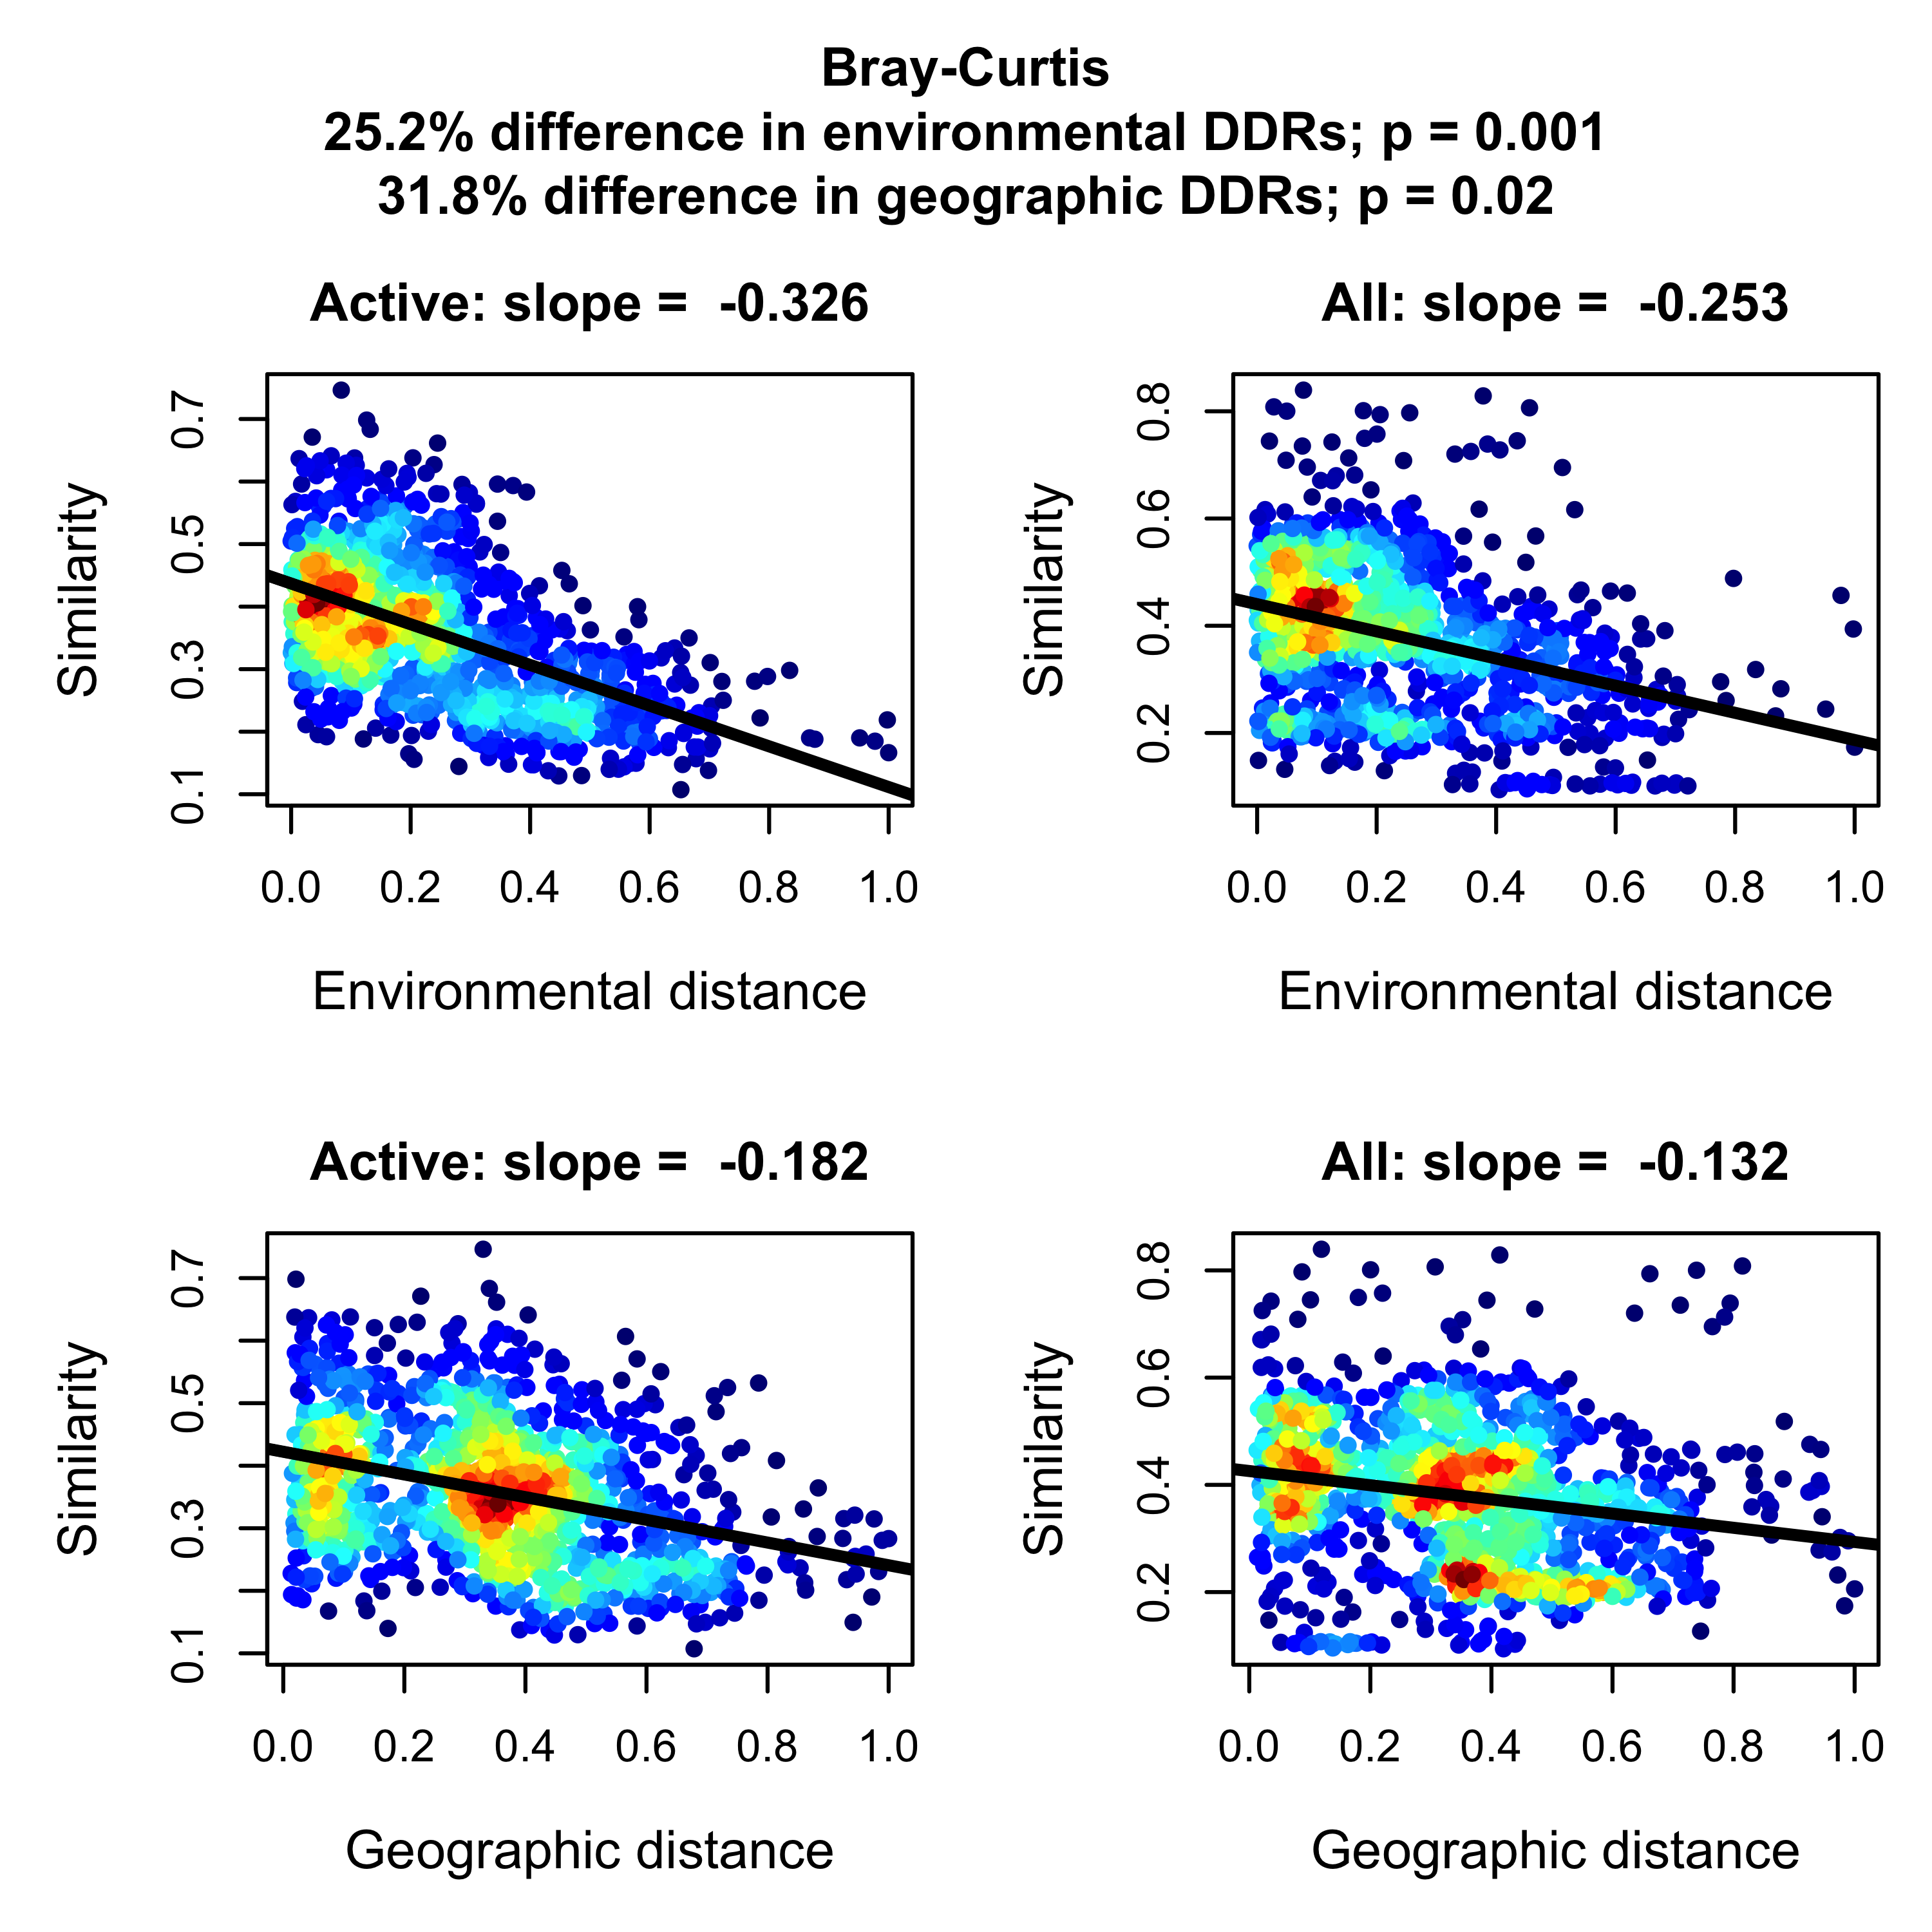 Bray-Curtis
25.2% difference in environmental DDRs; p = 0.001
31.8% difference in geographic DDRs; p = 0.02
Active: slope = -0.326
0.7
0.5
0.3
0.1
Similarity
0.0 0.2 0.4 0.6 0.8 1.0
Environmental distance
All: slope = -0.253
0.8
0.6
0.4
0.2
Similarity
0.0 0.2 0.4 0.6 0.8 1.0
Environmental distance
Active: slope = -0.182
0.7
0.5
0.3
0.1
Similarity
0.0 0.2 0.4 0.6 0.8 1.0
Geographic distance
All: slope = -0.132
0.8
0.6
0.4
0.2
Similarity
0.0 0.2 0.4 0.6 0.8 1.0
Geographic distance